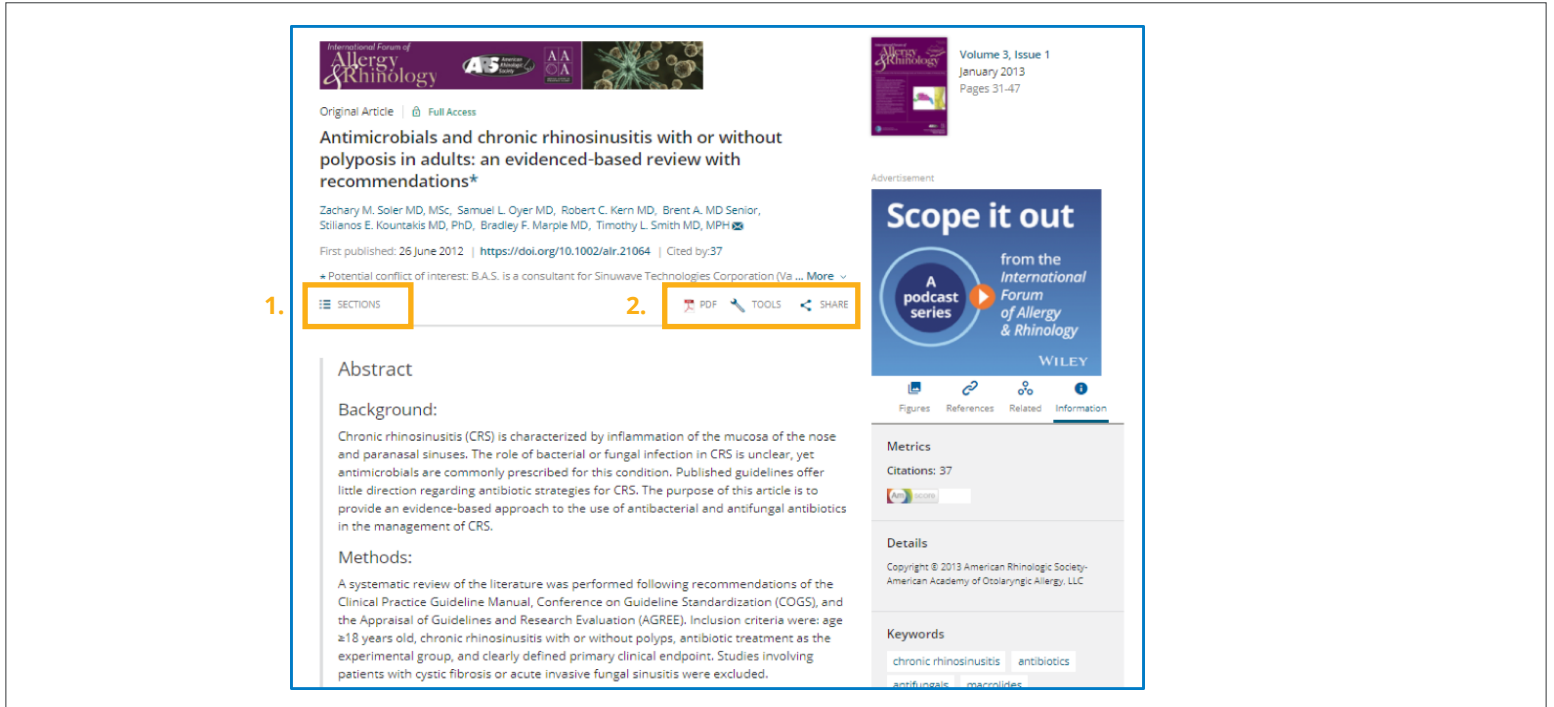 International Forum of
Allergy
& Rhinology
ARS American Rhinologic Society
AAOA
Original Article | Full Access
Antimicrobials and chronic rhinosinusitis with or without
polyposis in adults: an evidenced-based review with
recommendations*
Zachary M. Soler MD, MSc, Samuel L. Oyer MD, Robert C. Kern MD, Brent A. MD Senior,
Stilianos E. Kountakis MD, PhD, Bradley F. Marple MD, Timothy L. Smith MD, MPH
First published: 26 June 2012 | https://doi.org/10.1002/alr.21064 | Cited by:37
* Potential conflict of interest: B.A.S. is a consultant for Sinuwave Technologies Corporation (Va ... More
1.
SECTIONS
2.
PDF TOOLS SHARE
Abstract
Background:
Chronic rhinosinusitis (CRS) is characterized by inflammation of the mucosa of the nose
and paranasal sinuses. The role of bacterial or fungal infection in CRS is unclear, yet
antimicrobials are commonly prescribed for this condition. Published guidelines offer
little direction regarding antibiotic strategies for CRS. The purpose of this article is to
provide an evidence-based approach to the use of antibacterial and antifungal antibiotics
in the management of CRS.
Methods:
A systematic review of the literature was performed following recommendations of the
Clinical Practice Guideline Manual, Conference on Guideline Standardization (COGS), and
the Appraisal of Guidelines and Research Evaluation (AGREE). Inclusion criteria were: age
≥18 years old, chronic rhinosinusitis with or without polyps, antibiotic treatment as the
experimental group, and clearly defined primary clinical endpoint. Studies involving
patients with cystic fibrosis or acute invasive fungal sinusitis were excluded.
Allergy
& Rhinology
Volume 3, Issue 1
January 2013
Pages 31-47
Advertisement
Scope it out
A
podcast
series
from the
International
Forum
of Allergy
& Rhinology
WILEY
Figures References Related Information
Metrics
Citations: 37
Am score
Details
Copyright © 2013 American Rhinologic Society-
American Academy of Otolaryngic Allergy, LLC
Keywords
chronic rhinosinusitis antibiotics
antifungals macrolides